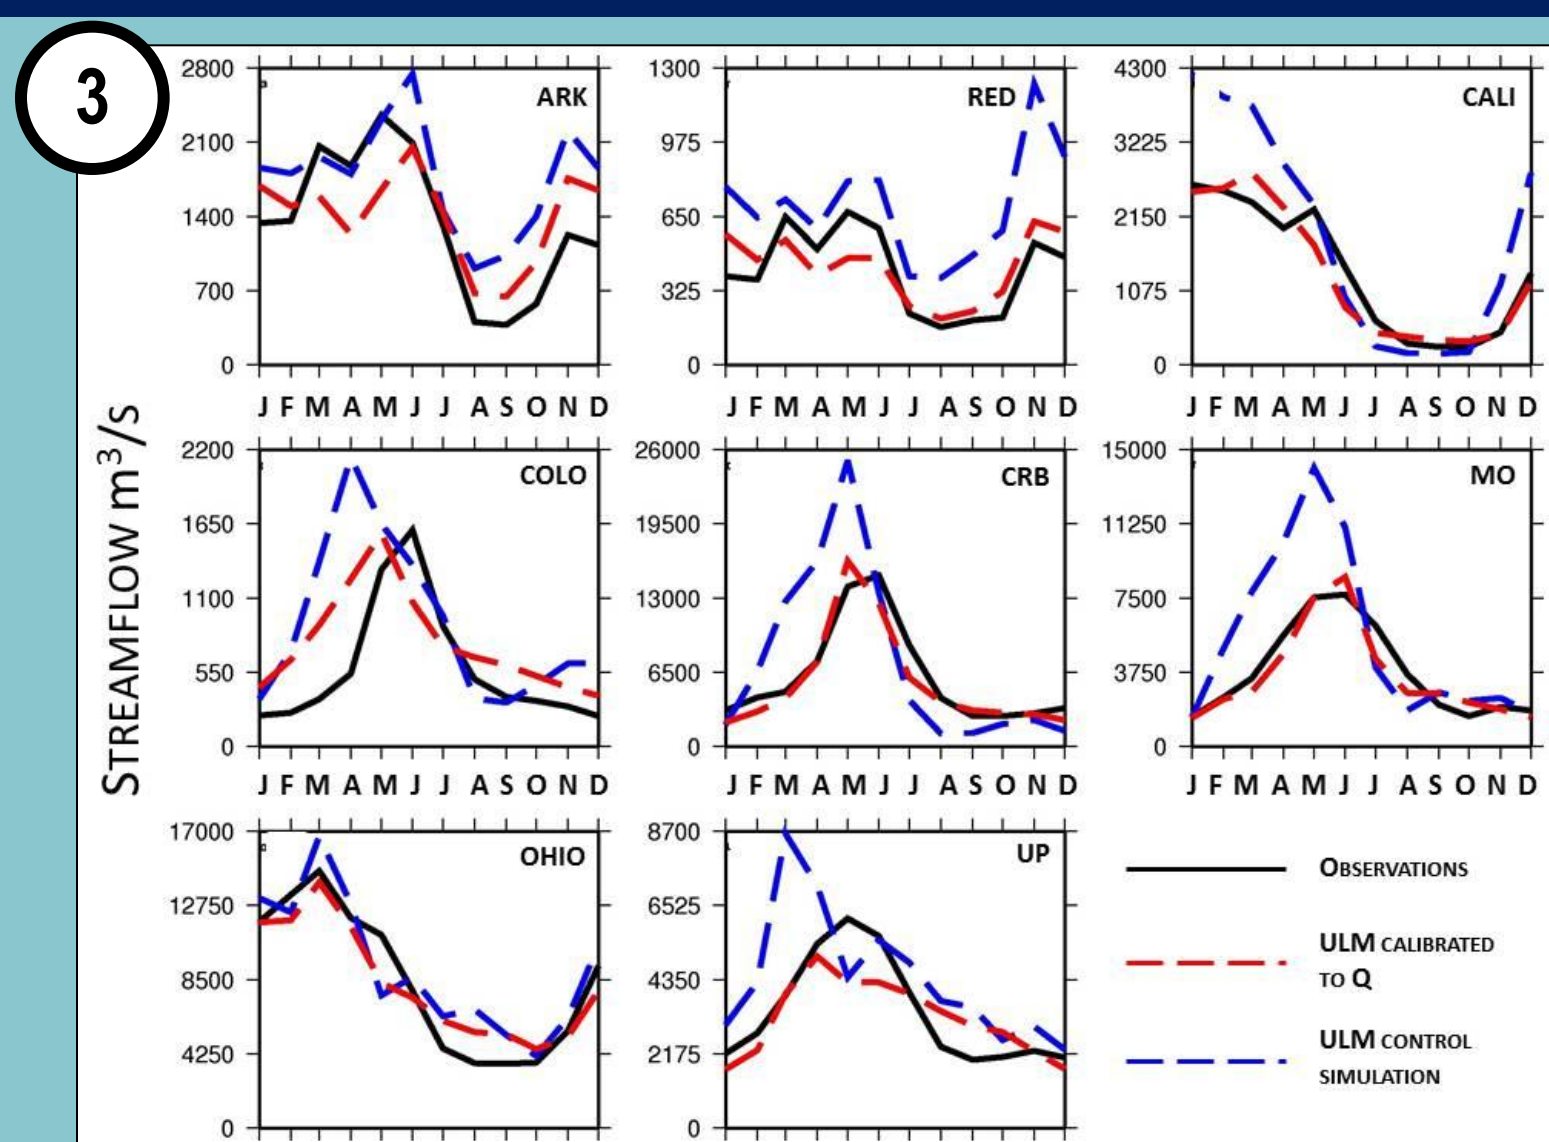 3
STREAMFLOW m³/s
2800
2100
1400
700
0
ARK
J F M A M J J A S O N D
1300
975
650
325
0
RED
J F M A M J J A S O N D
4300
3225
2150
1075
0
CALI
J F M A M J J A S O N D
2200
1650
1100
550
0
COLO
J F M A M J J A S O N D
26000
19500
13000
6500
0
CRB
J F M A M J J A S O N D
15000
11250
7500
3750
0
MO
J F M A M J J A S O N D
17000
12750
8500
4250
0
OHIO
8700
6525
4350
2175
0
UP
OBSERVATIONS
ULM CALIBRATED
TO Q
ULM CONTROL
SIMULATION